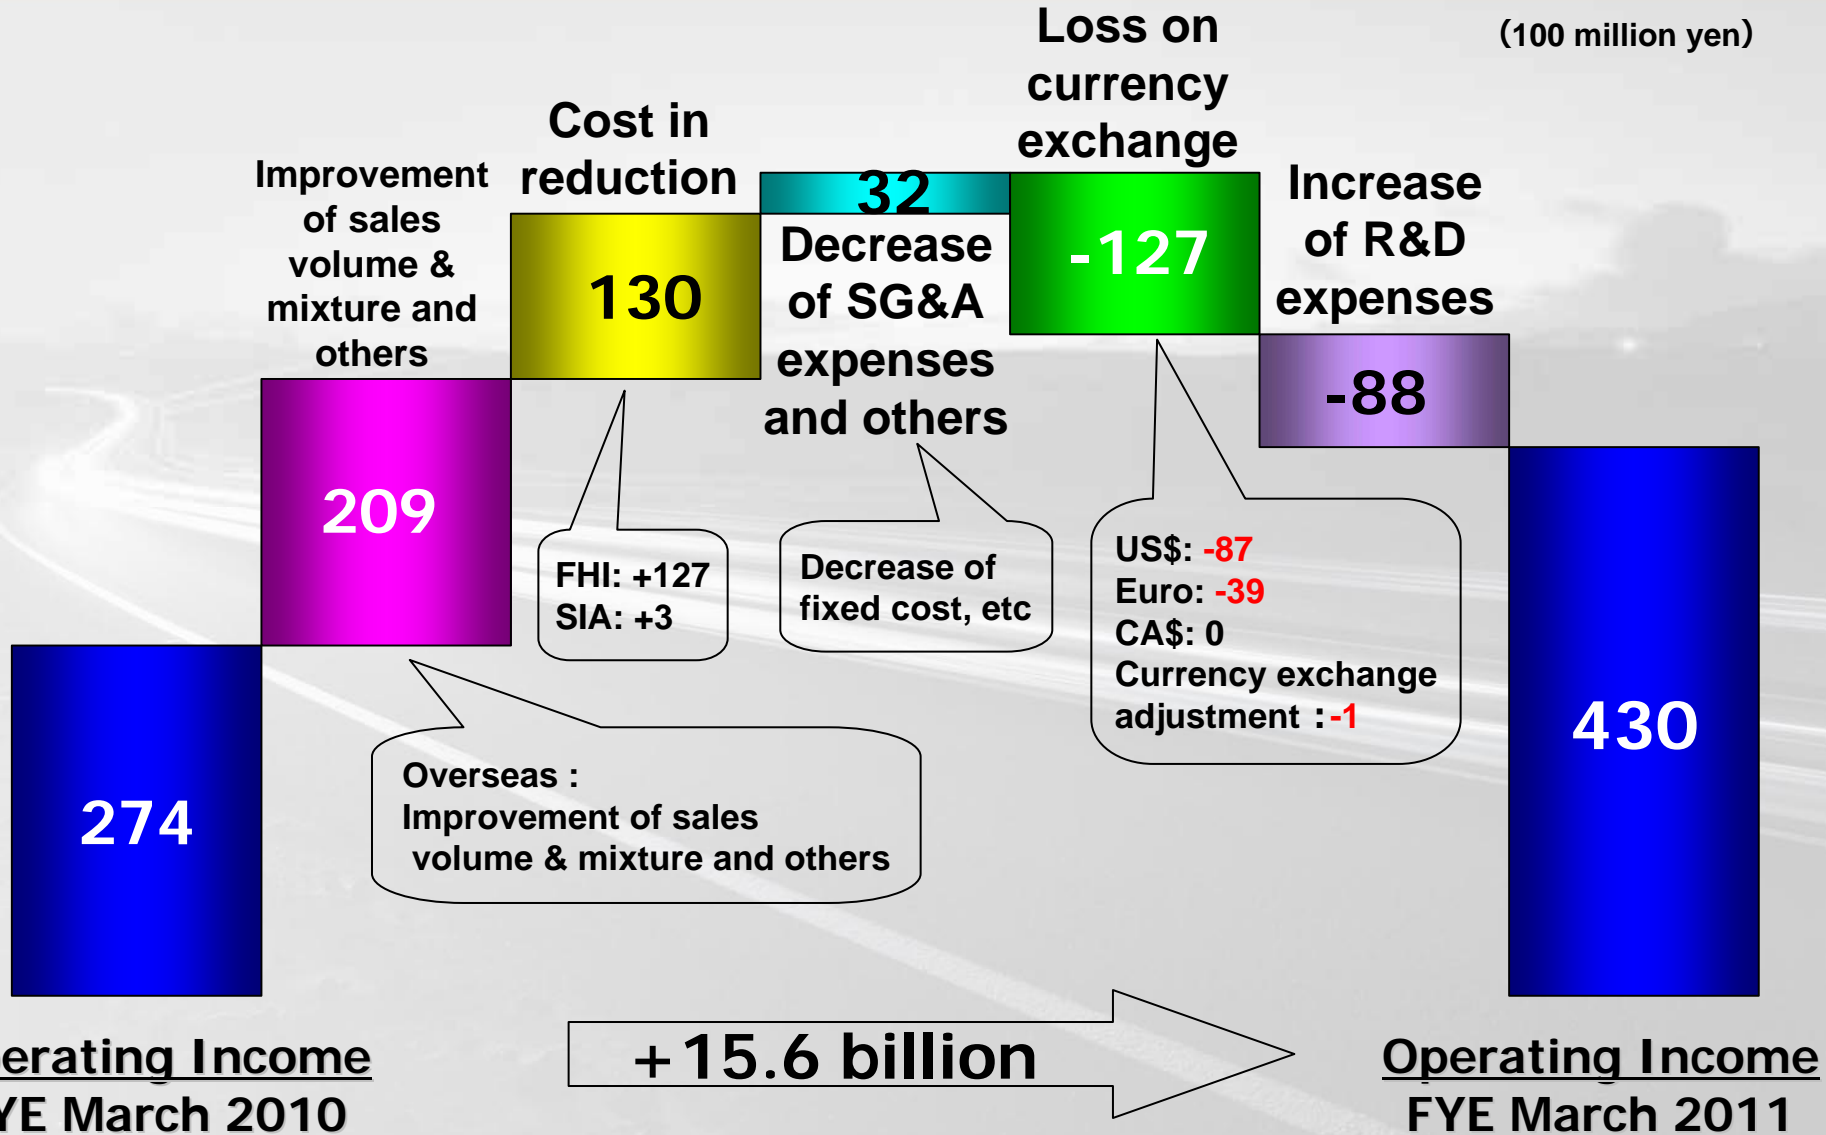 (100 million yen)
Loss on
currency
exchange
Cost in
reduction
Improvement
of sales
volume &
mixture and
others
32
Decrease
of SG&A
expenses
and others
Increase
of R&D
expenses
-127
130
-88
209
FHI: +127
SIA: +3
Decrease of
fixed cost, etc
US$: -87
Euro: -39
CA$: 0
Currency exchange
adjustment : -1
430
274
Overseas :
Improvement of sales
volume & mixture and others
+15.6 billion
erating Income
YE March 2010
Operating Income
FYE March 2011